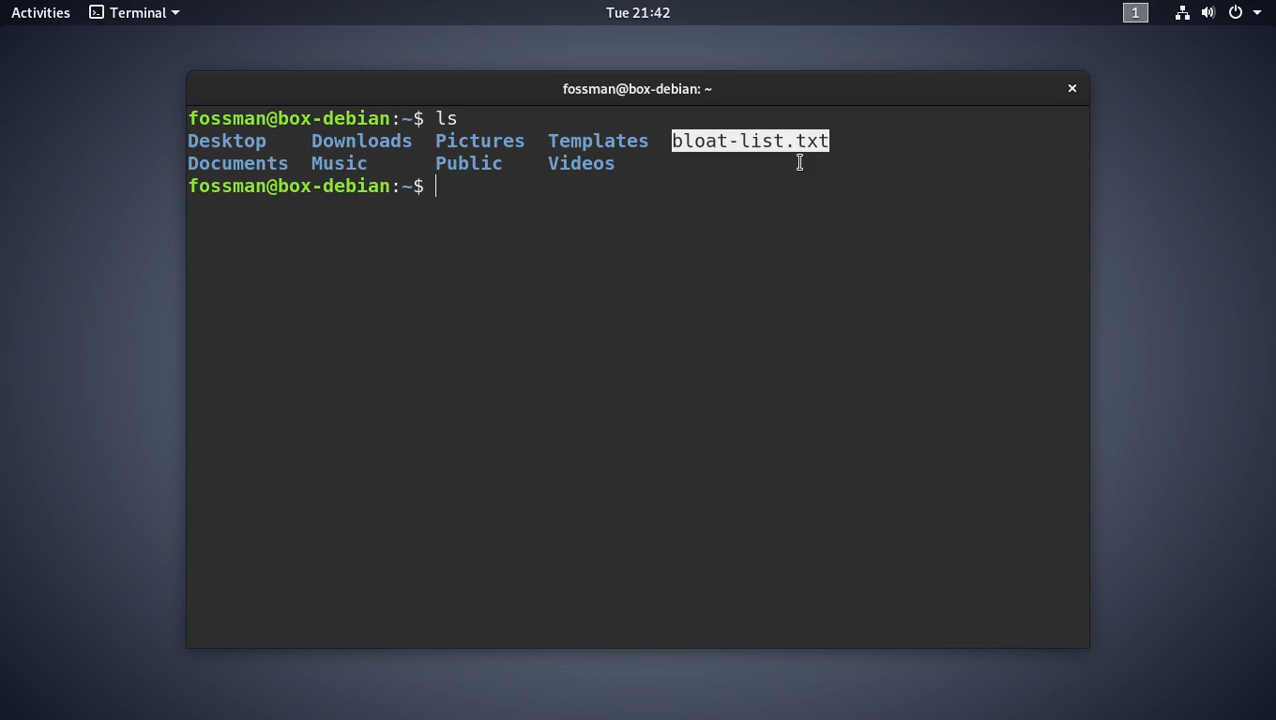 Activities Terminal Tue 21:42 1
fossman@box-debian: ~ ×
fossman@box-debian:~$ ls
Desktop Downloads Pictures Templates bloat-list.txt
Documents Music Public Videos
fossman@box-debian:~$